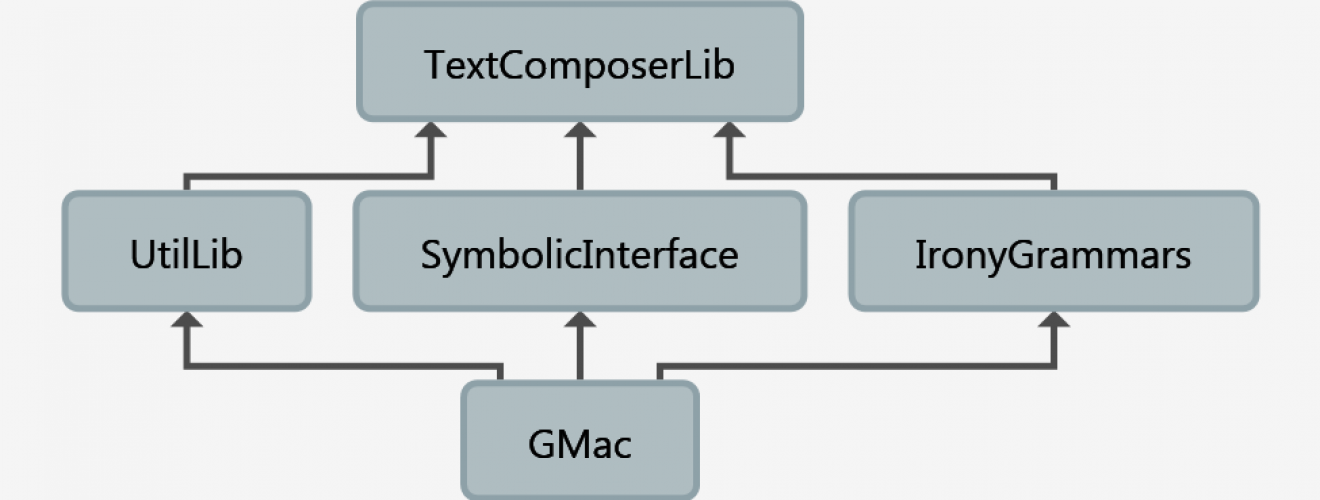 TextComposerLib
UtilLib
SymbolicInterface
IronyGrammars
GMac